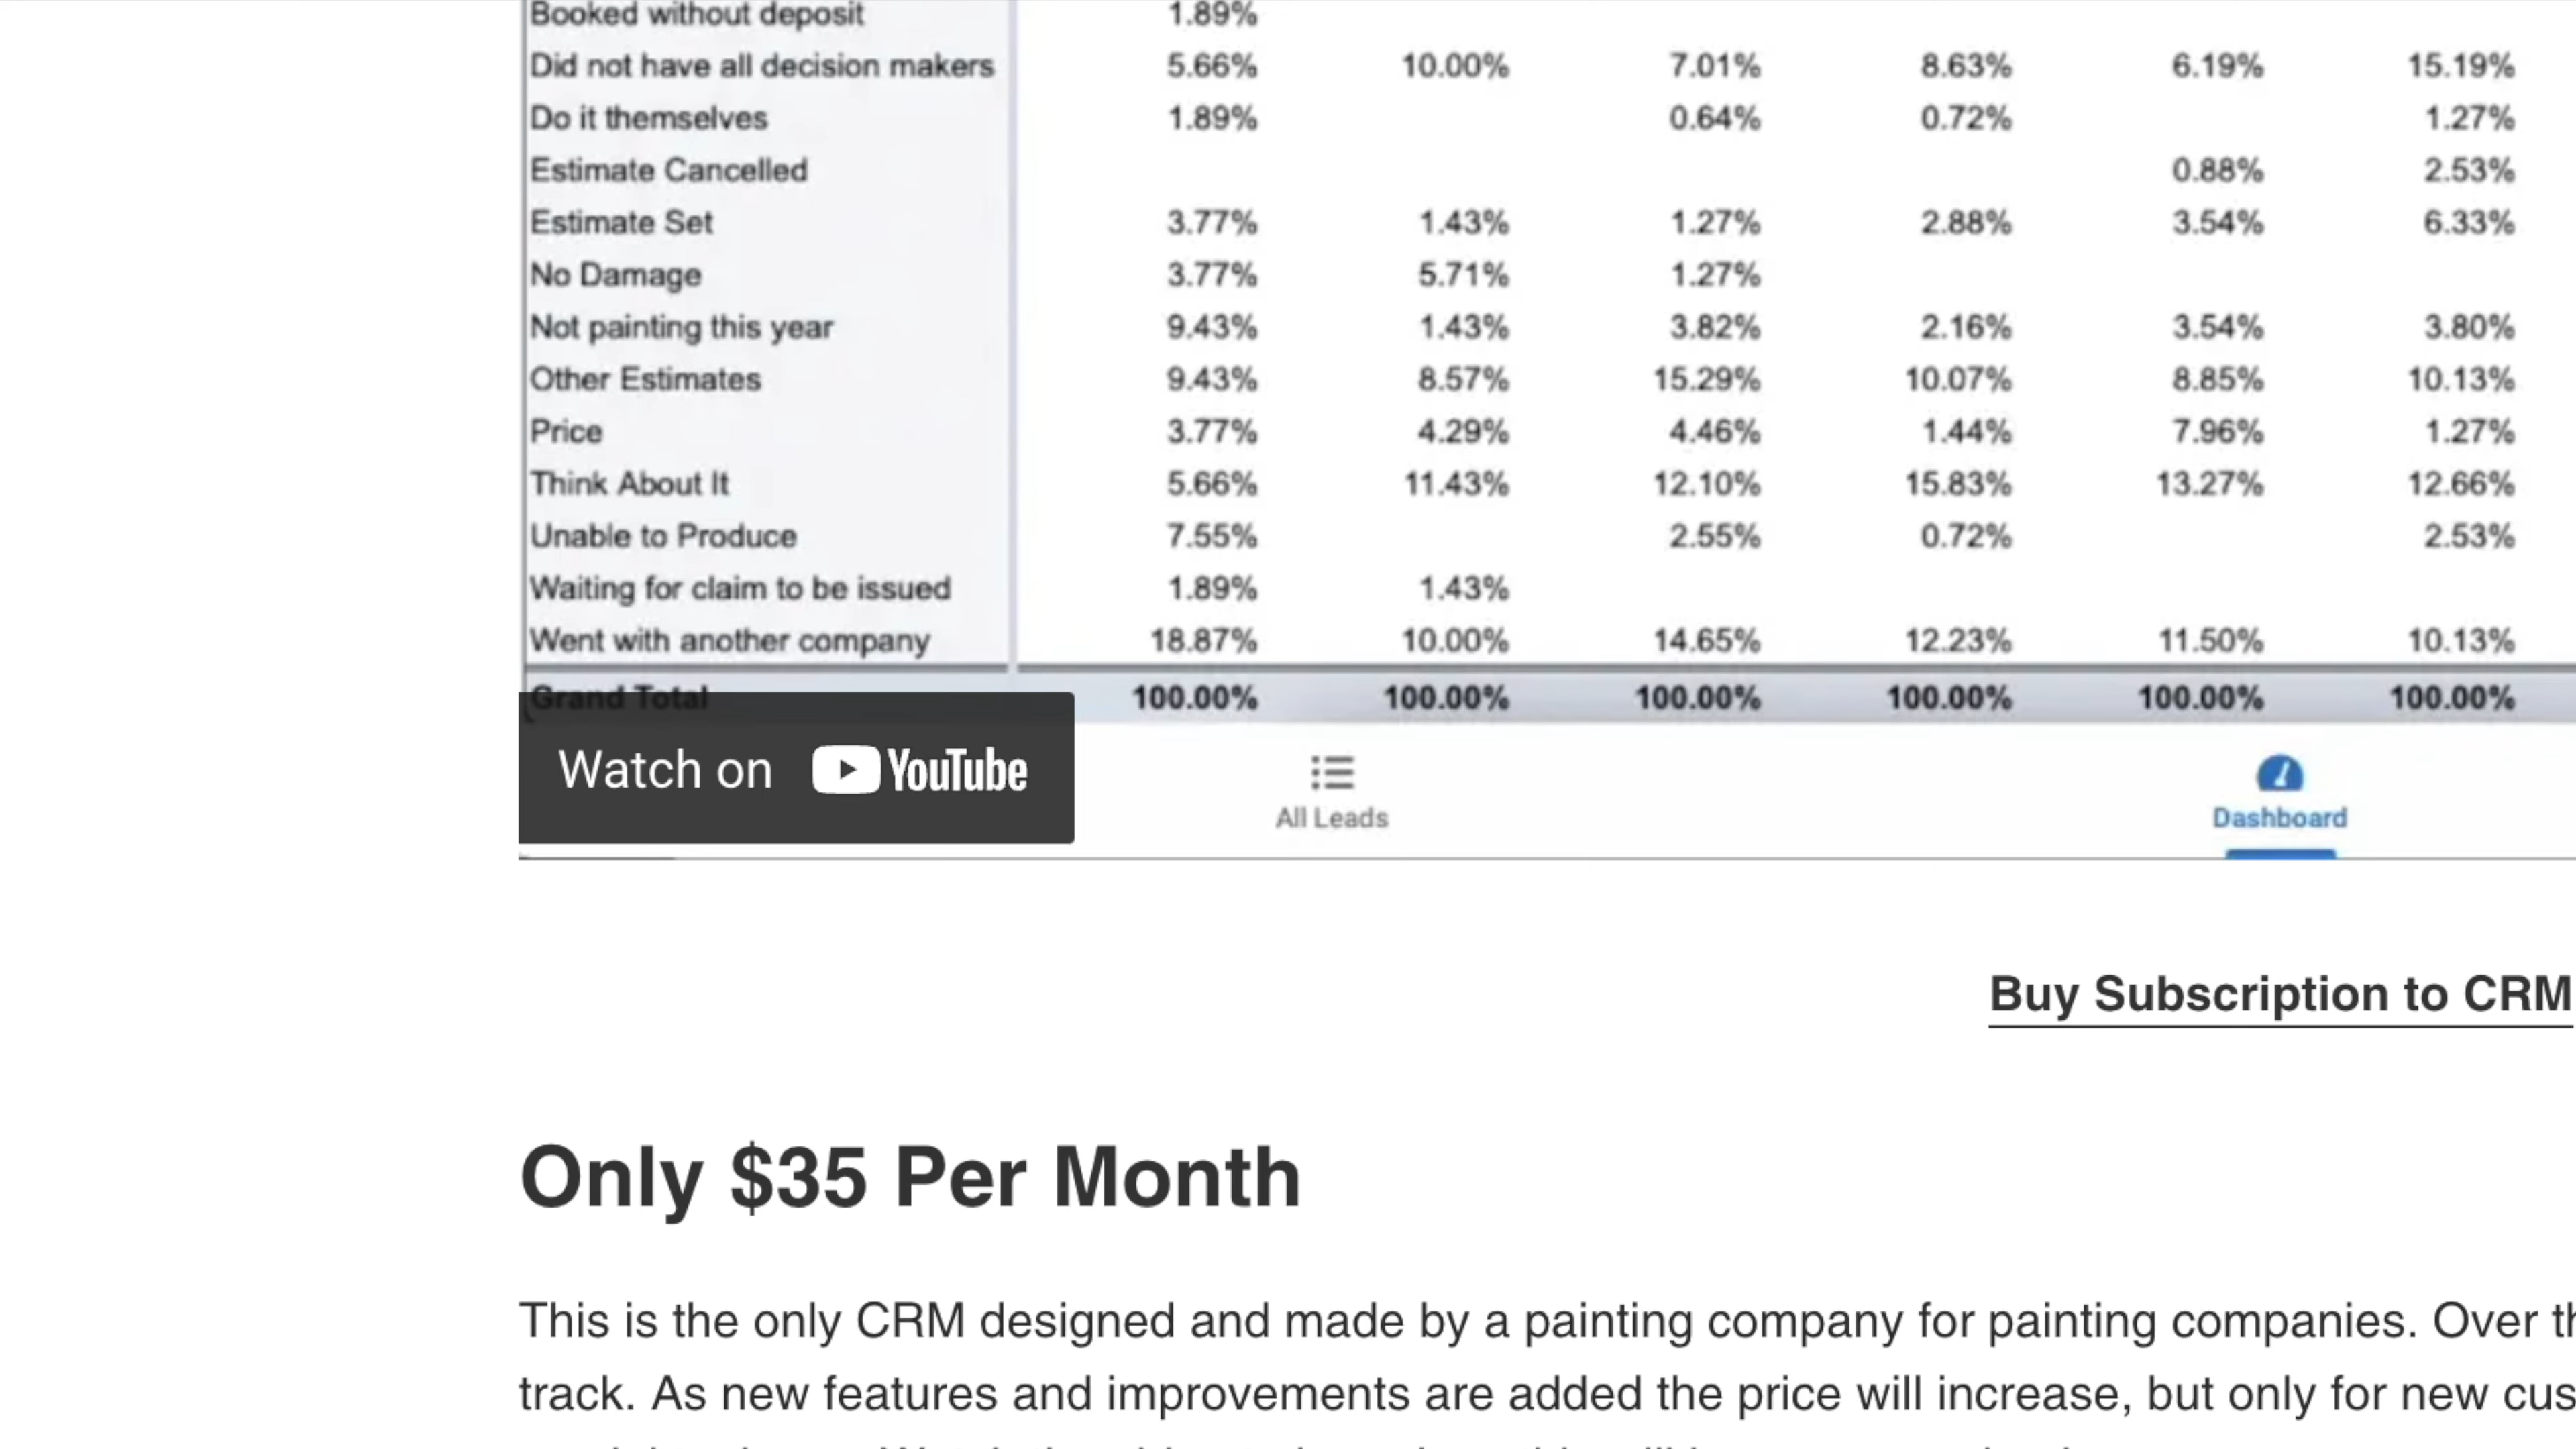 Booked without deposit 1.89%
Did not have all decision makers 5.66% 10.00% 7.01% 8.63% 6.19% 15.19%
Do it themselves 1.89% 0.64% 0.72% 1.27%
Estimate Cancelled 0.88% 2.53%
Estimate Set 3.77% 1.43% 1.27% 2.88% 3.54% 6.33%
No Damage 3.77% 5.71% 1.27%
Not painting this year 9.43% 1.43% 3.82% 2.16% 3.54% 3.80%
Other Estimates 9.43% 8.57% 15.29% 10.07% 8.85% 10.13%
Price 3.77% 4.29% 4.46% 1.44% 7.96% 1.27%
Think About It 5.66% 11.43% 12.10% 15.83% 13.27% 12.66%
Unable to Produce 7.55% 2.55% 0.72% 2.53%
Waiting for claim to be issued 1.89% 1.43%
Went with another company 18.87% 10.00% 14.65% 12.23% 11.50% 10.13%
Grand Total 100.00% 100.00% 100.00% 100.00% 100.00% 100.00%
Watch on YouTube
All Leads
Dashboard
Buy Subscription to CRM
Only $35 Per Month
This is the only CRM designed and made by a painting company for painting companies. Over th
track. As new features and improvements are added the price will increase, but only for new cus